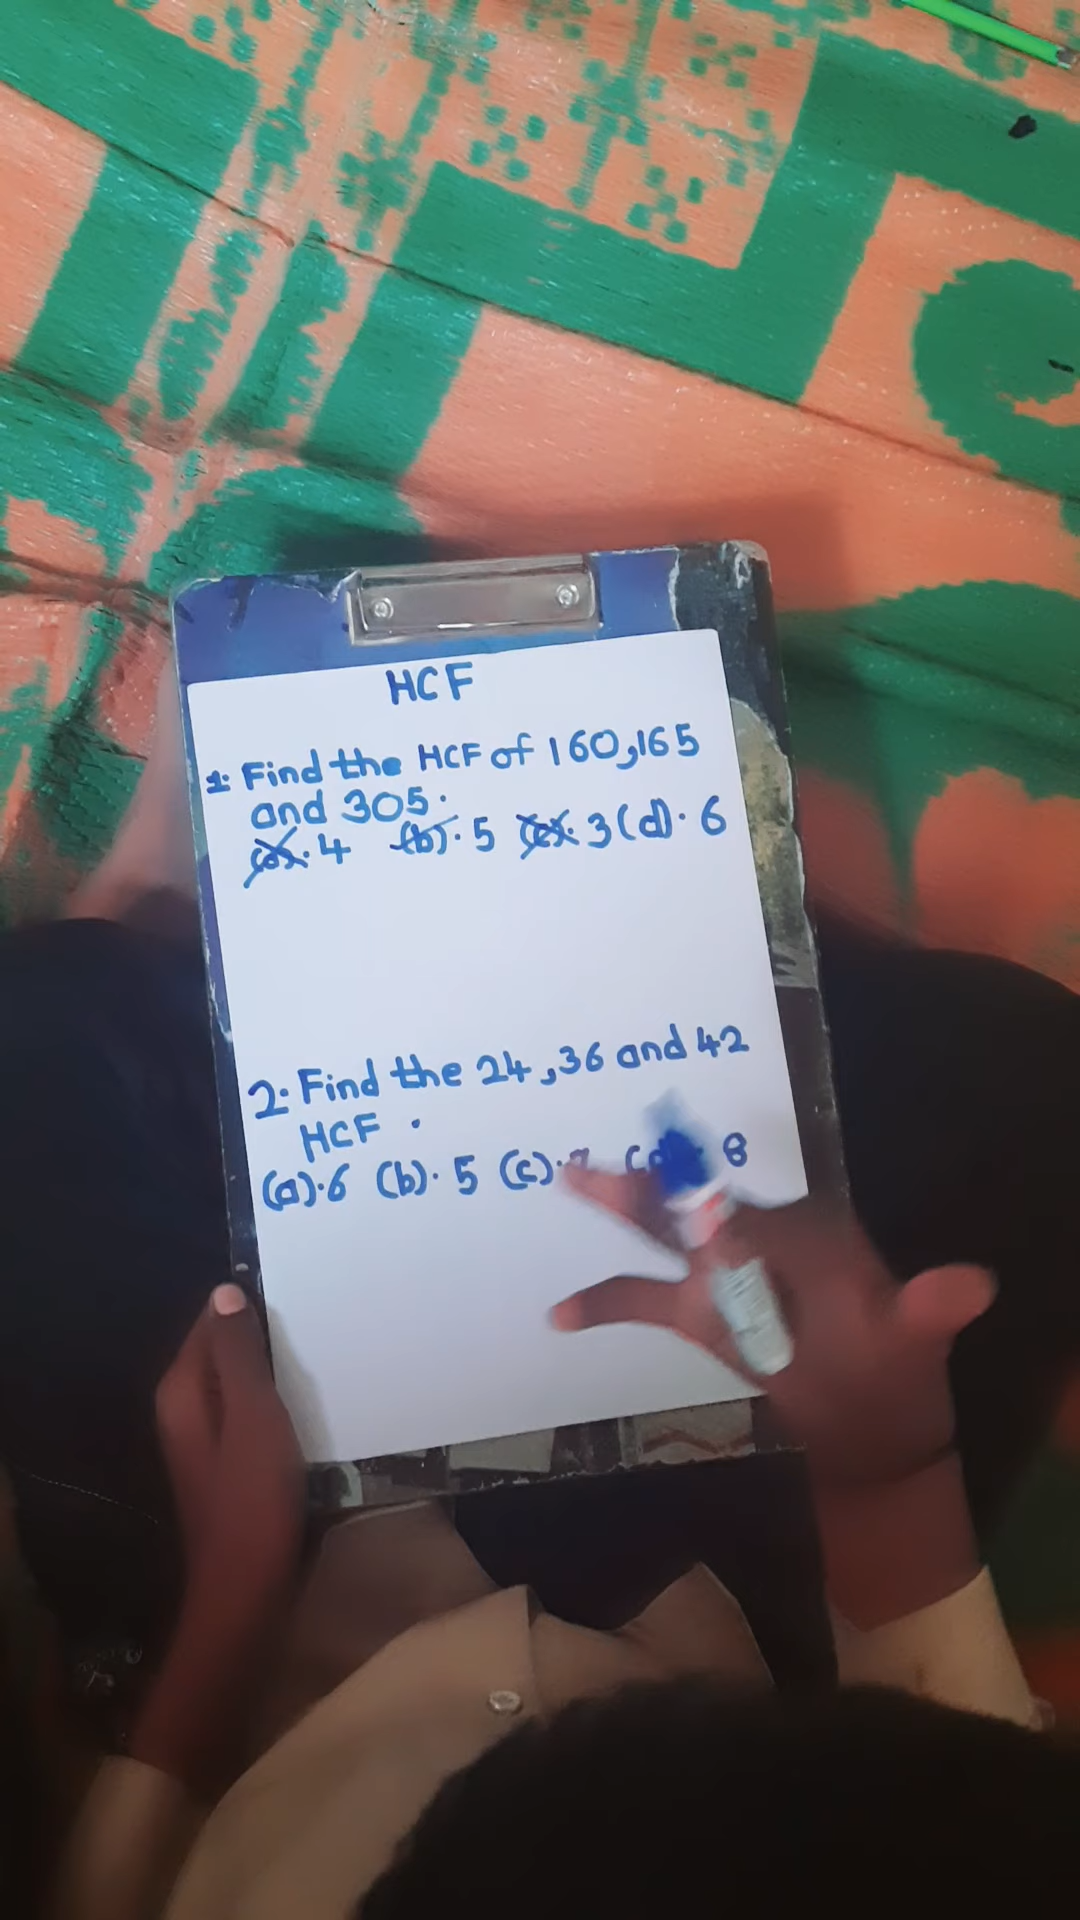 HCF
1. Find the HCF of 160,165
and 305.
(a). 4 (b). 5 (c). 3 (d). 6
2. Find the 24, 36 and 42
HCF .
(a).6 (b). 5 (c). 8